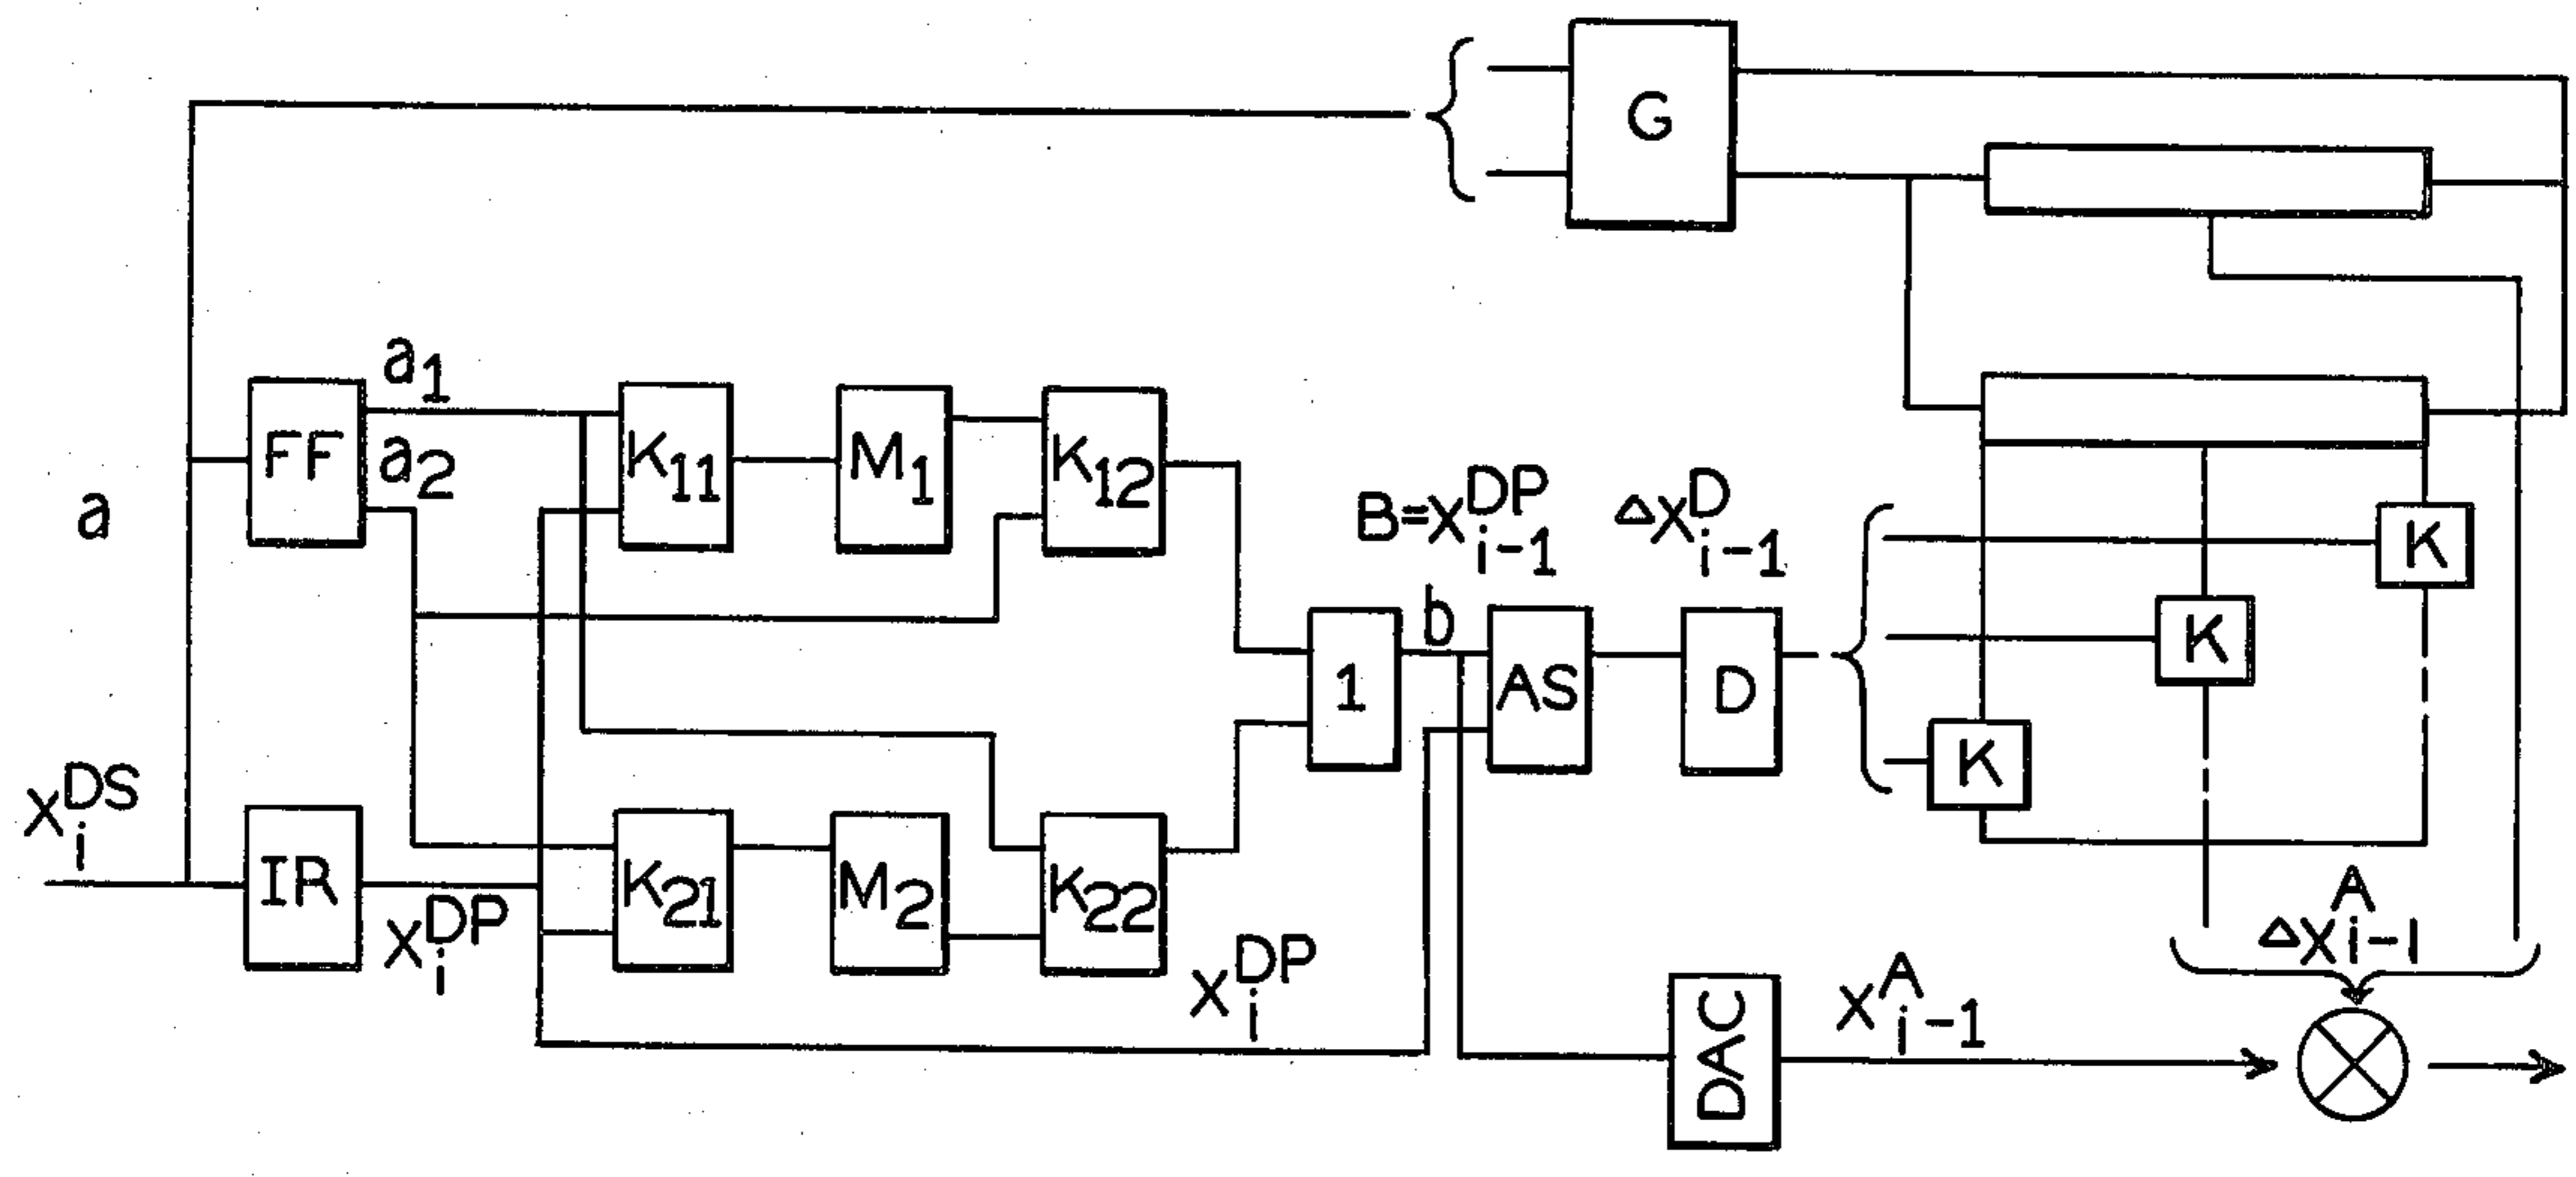 G
a1
FF
a2
K11
M1
K12
a
B=X^DP_i-1
ΔX^D_i-1
K
b
K
1
AS
D
K
X^DS_i
IR
X^DP_i
K21
M2
K22
X^DP_i
ΔX^A_i-1
DAC
X^A_i-1